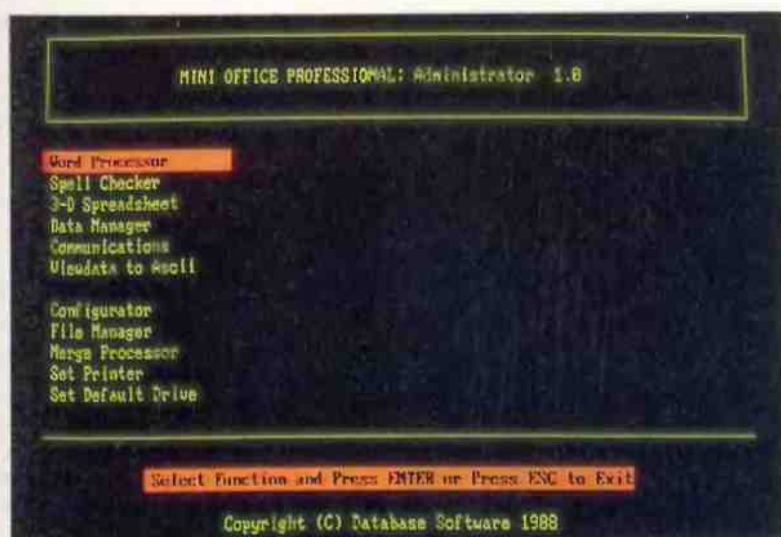 MINI OFFICE PROFESSIONAL: Administrator 1.0
Word Processor
Spell Checker
3-D Spreadsheet
Data Manager
Communications
Viewdata to Ascii
Configurator
File Manager
Merge Processor
Set Printer
Set Default Drive
Select Function and Press ENTER or Press ESC to Exit
Copyright (C) Database Software 1988